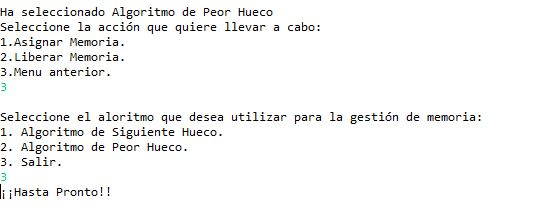 Ha seleccionado Algoritmo de Peor Hueco
Seleccione la acción que quiere llevar a cabo:
1.Asignar Memoria.
2.Liberar Memoria.
3.Menu anterior.
3
Seleccione el aloritmo que desea utilizar para la gestión de memoria:
1. Algoritmo de Siguiente Hueco.
2. Algoritmo de Peor Hueco.
3. Salir.
3
¡¡Hasta Pronto!!